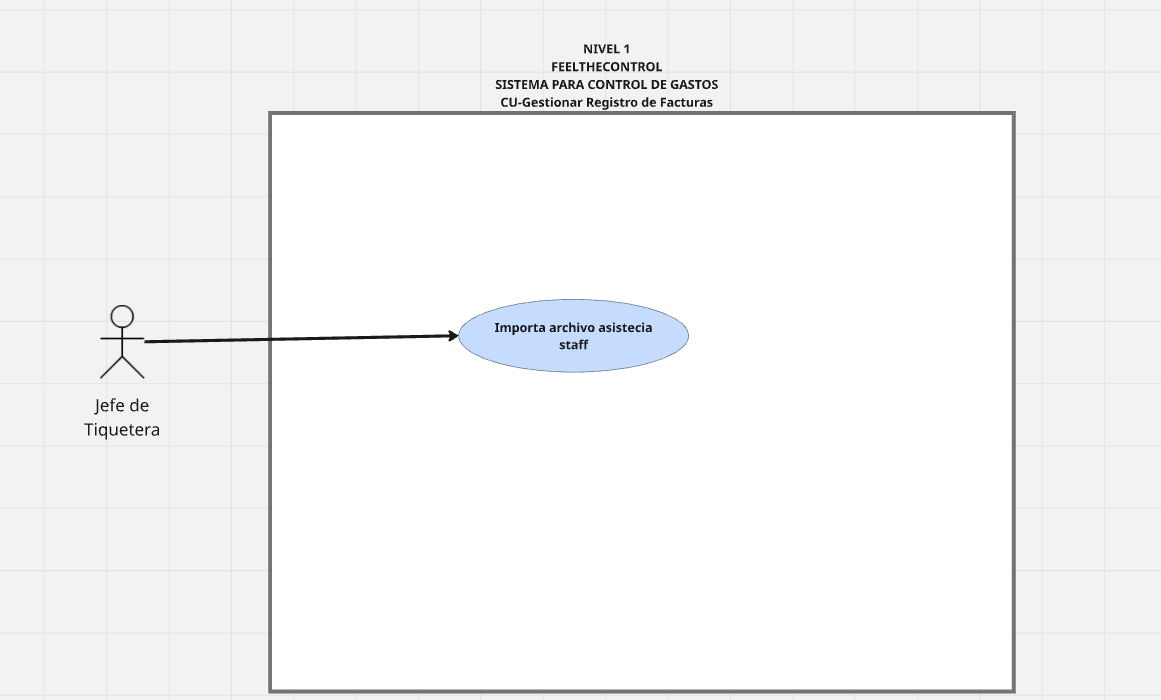 NIVEL 1
FEELTHECONTROL
SISTEMA PARA CONTROL DE GASTOS
CU-Gestionar Registro de Facturas
Importa archivo asistecia
staff
Jefe de
Tiquetera